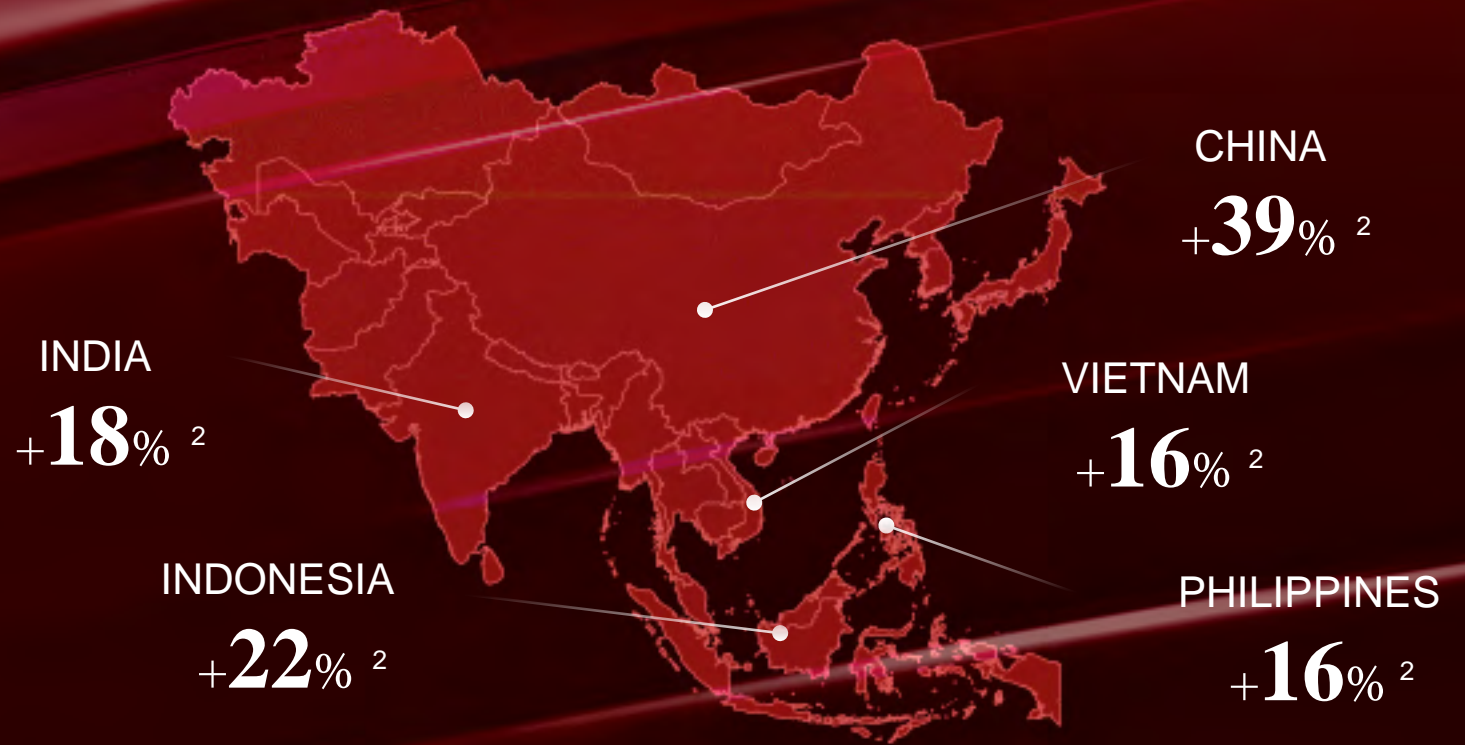 CHINA
+39% 2
INDIA
+18% 2
VIETNAM
+16% 2
INDONESIA
+22% 2
PHILIPPINES
+16% 2